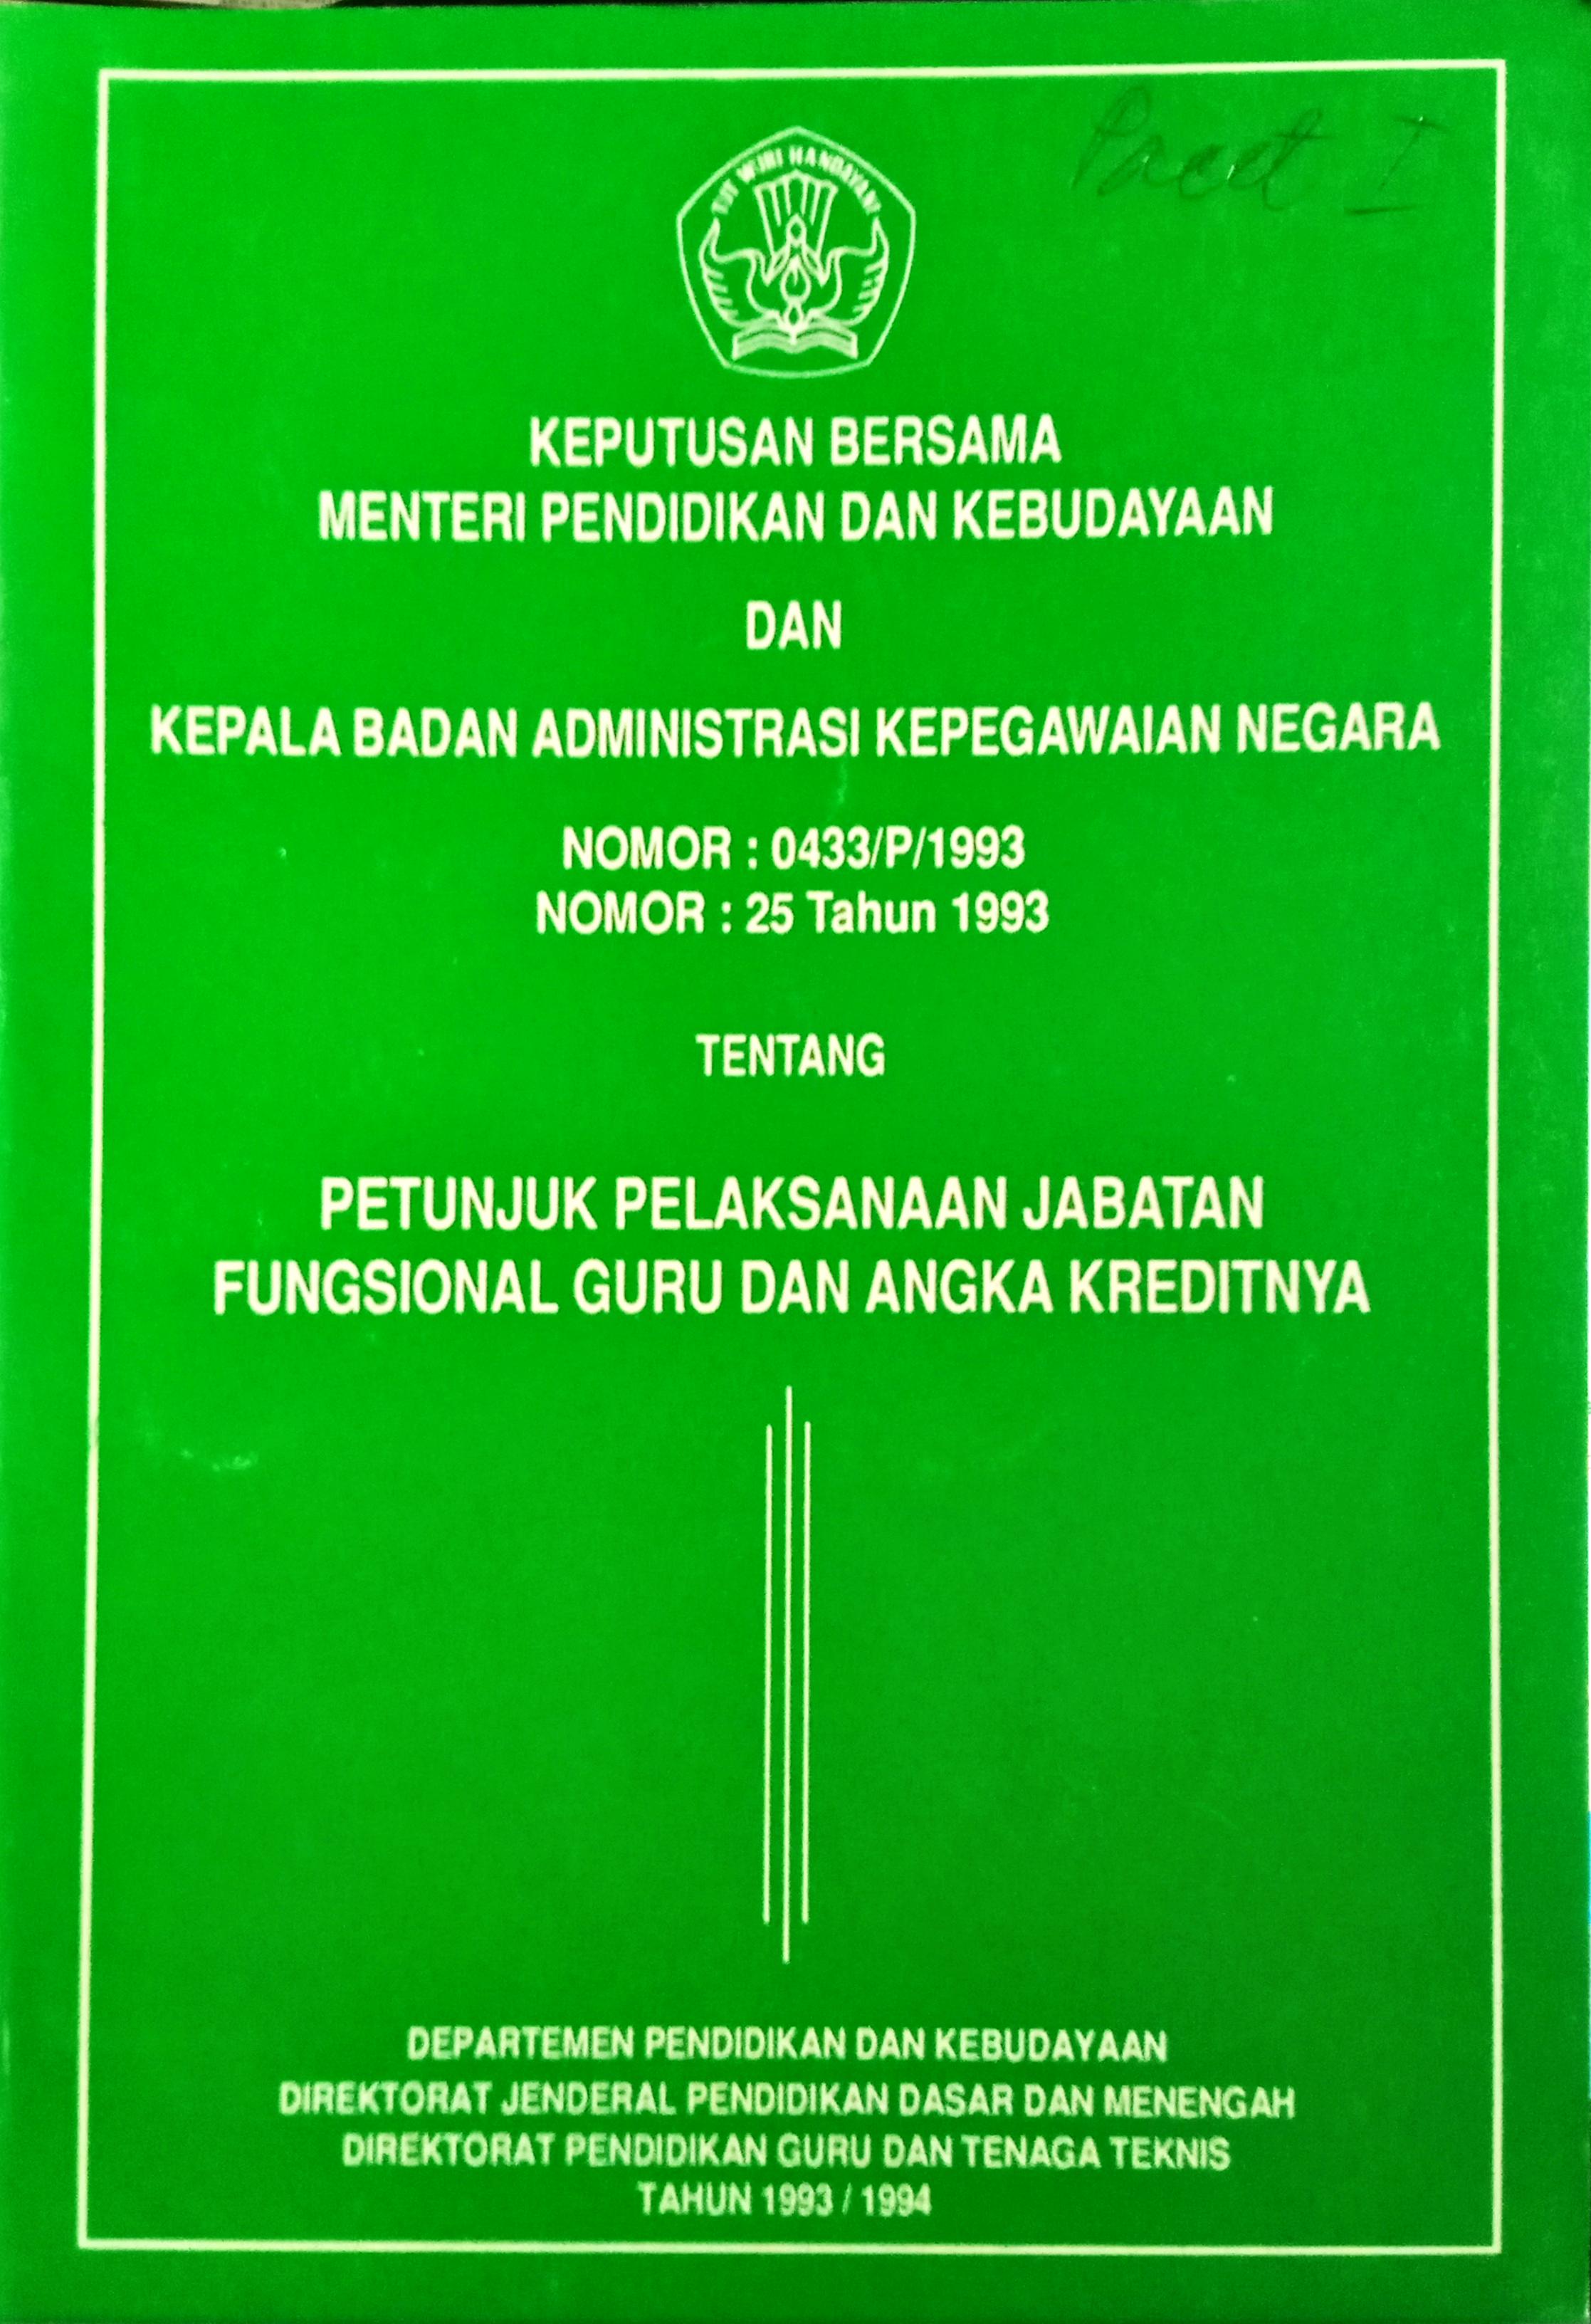 Pacet I
TUT WURI HANDAYANI
KEPUTUSAN BERSAMA
MENTERI PENDIDIKAN DAN KEBUDAYAAN
DAN
KEPALA BADAN ADMINISTRASI KEPEGAWAIAN NEGARA
NOMOR : 0433/P/1993
NOMOR : 25 Tahun 1993
TENTANG
PETUNJUK PELAKSANAAN JABATAN
FUNGSIONAL GURU DAN ANGKA KREDITNYA
DEPARTEMEN PENDIDIKAN DAN KEBUDAYAAN
DIREKTORAT JENDERAL PENDIDIKAN DASAR DAN MENENGAH
DIREKTORAT PENDIDIKAN GURU DAN TENAGA TEKNIS
TAHUN 1993 / 1994